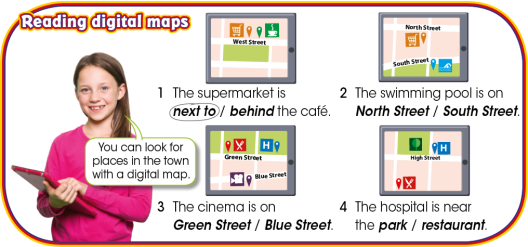 Reading digital maps
West Street
1 The supermarket is
next to / behind the café.
North Street
South Street
2 The swimming pool is on
North Street / South Street.
You can look for
places in the town
with a digital map.
Green Street
H
Blue Street
3 The cinema is on
Green Street / Blue Street.
High Street
H
4 The hospital is near
the park / restaurant.